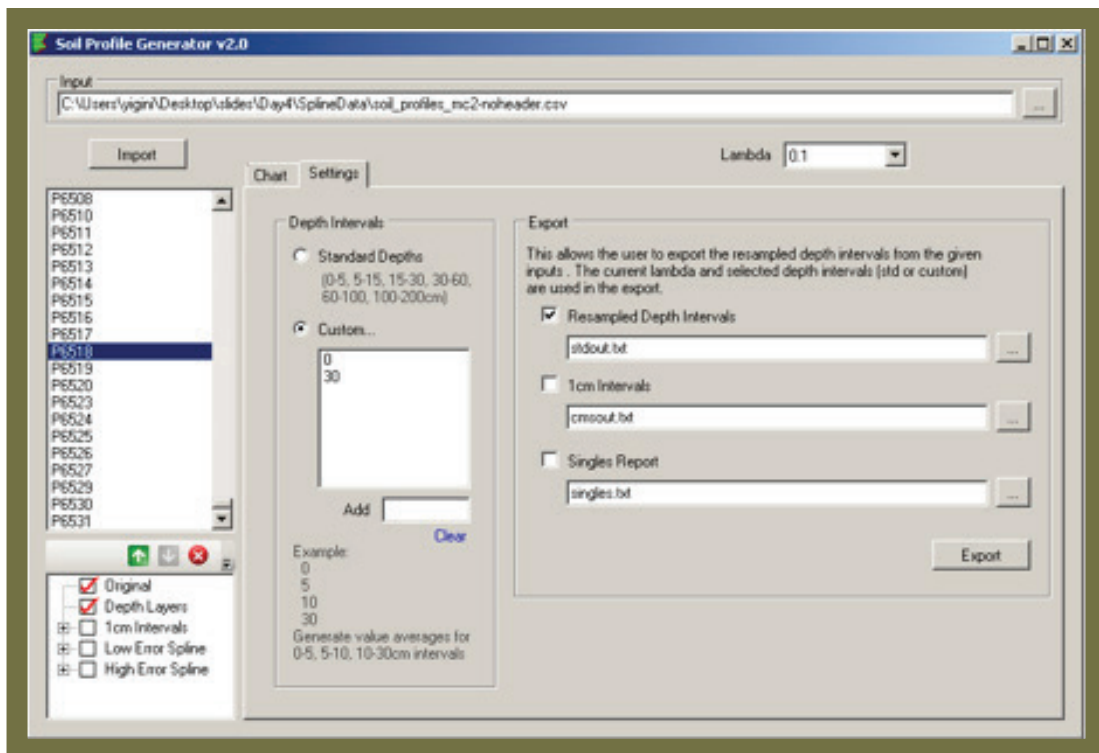 Soil Profile Generator v2.0
Input
C:\Users\yigini\Desktop\slides\Day4\SplineData\soil_profiles_mc2-noheader.csv
...
Import
Lambda 0.1
Chart Settings
P6508
P6510
P6511
P6512
P6513
P6514
P6515
P6516
P6517
P6518
P6519
P6520
P6523
P6524
P6525
P6526
P6527
P6529
P6530
P6531
Original
Depth Layers
1cm Intervals
Low Error Spline
High Error Spline
Depth Intervals
Standard Depths
(0-5, 5-15, 15-30, 30-60,
60-100, 100-200cm)
Custom...
0
30
Add
Clear
Example:
0
5
10
30
Generate value averages for
0-5, 5-10, 10-30cm intervals
Export
This allows the user to export the resampled depth intervals from the given
inputs . The current lambda and selected depth intervals (std or custom)
are used in the export.
Resampled Depth Intervals
stdout.txt
...
1cm Intervals
cmsout.txt
...
Singles Report
singles.txt
...
Export